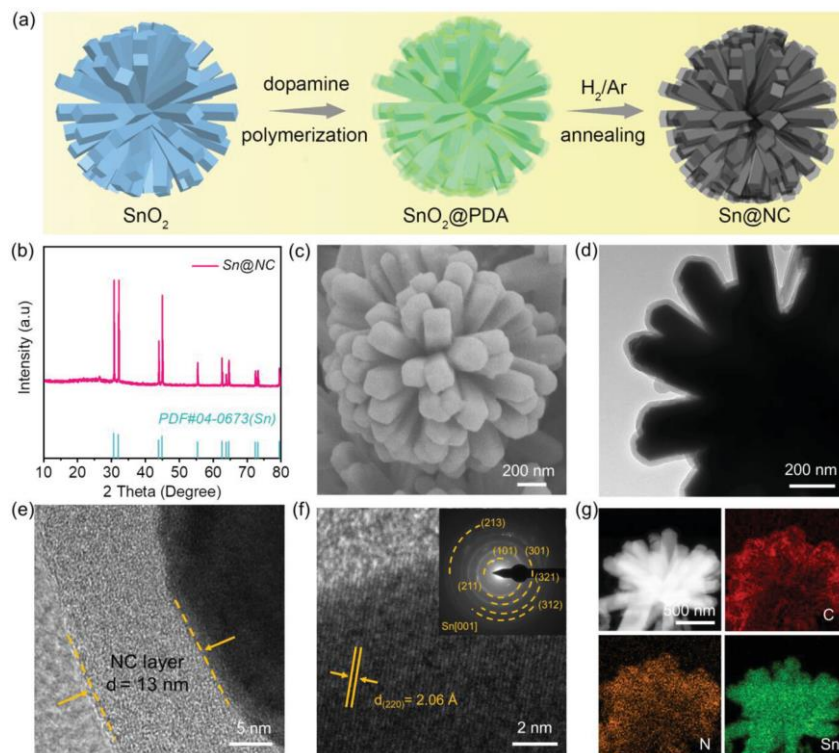 (a)
dopamine
polymerization
H₂/Ar
annealing
SnO₂
SnO₂@PDA
Sn@NC
(b)
Sn@NC
Intensity (a.u)
PDF#04-0673(Sn)
10 20 30 40 50 60 70 80
2 Theta (Degree)
(c)
200 nm
(d)
200 nm
(e)
NC layer
d = 13 nm
5 nm
(f)
(213)
(101)
(301)
(211)
(321)
(312)
Sn[001]
d(220)= 2.06 Å
2 nm
(g)
500 nm
C
N
Sn